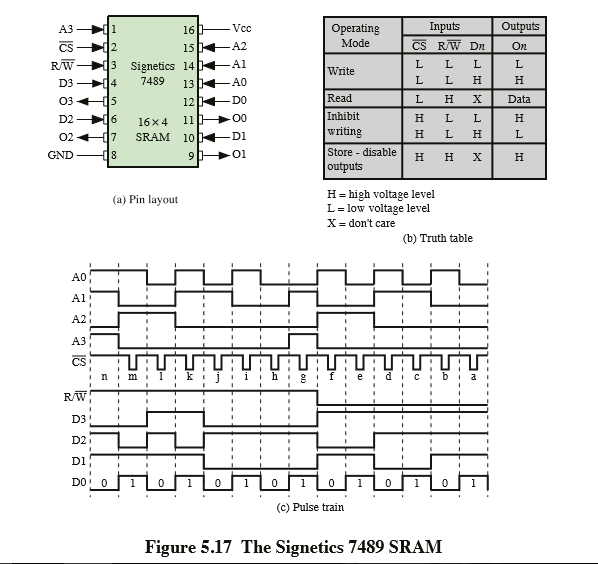 A3 1 16 Vcc
C̅S̅ 2 15 A2
R/W̅ 3 Signetics 14 A1
D3 4 7489 13 A0
O3 5 12 D0
D2 6 16×4 11 O0
O2 7 SRAM 10 D1
GND 8 9 O1
(a) Pin layout
Operating Mode Inputs Outputs
C̅S̅ R/W̅ Dn On
Write L L L L
L L H H
Read L H X Data
Inhibit writing H L L H
H L H L
Store - disable outputs H H X H
H = high voltage level
L = low voltage level
X = don't care
(b) Truth table
A0
A1
A2
A3
C̅S̅
n m l k j i h g f e d c b a
R/W̅
D3
D2
D1
D0 0 1 0 1 0 1 0 1 0 1 0 1 0 1
(c) Pulse train
Figure 5.17 The Signetics 7489 SRAM